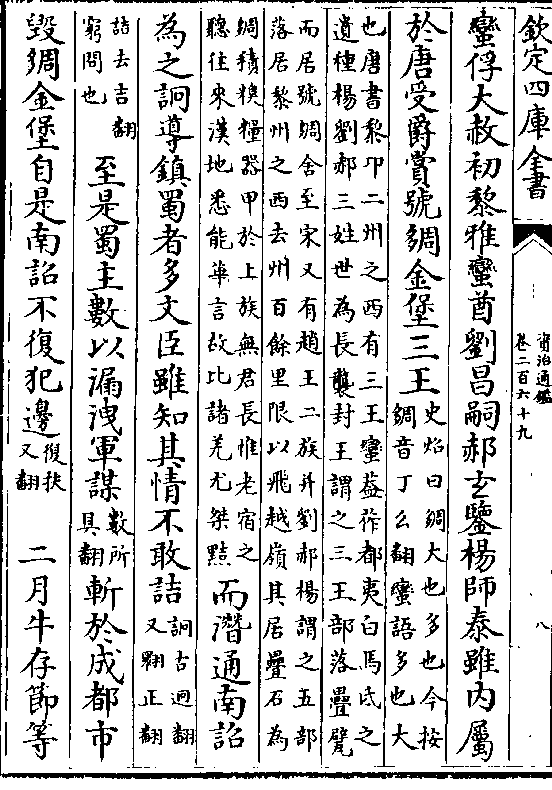 欽定四庫全書
資治通鑑
卷二百六十九
八
蠻俘大赦初黎雅蠻酋劉昌嗣郝玄鑒楊師泰雖内屬
於唐受爵賞號䌷金堡三王
史炤曰䌷大也多也今按
䌷音丁么翻蠻語多也大
也唐書黎卭二州之西有三王蠻葢莋都夷白馬氐之
遺種楊劉郝三姓世為長襲封王謂之三王部落疊甓
而居號䌷舍至宋又有趙王二族并劉郝楊謂之五部
落居黎州之西去州百餘里限以飛越嶺其居疊石為
䌷積糗糧器甲於上族無君長惟老宿之
聽往來漢地悉能華言故比諸羌尤桀黠
而潛通南詔
為之詗導鎮蜀者多文臣雖知其情不敢詰
詗古迥翻
又翾正翻
詰去吉翻
窮問也
至是蜀主數以漏洩軍謀
數所
具翻
斬於成都市
毀䌷金堡自是南詔不復犯邊
復扶
又翻
二月牛存節等